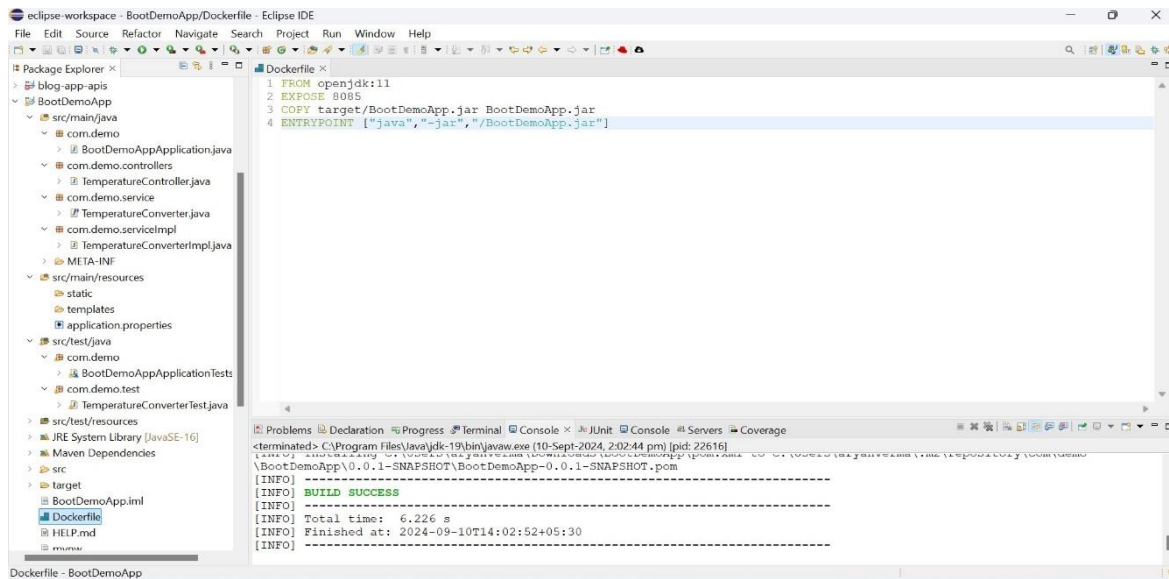 eclipse-workspace - BootDemoApp/Dockerfile - Eclipse IDE
File Edit Source Refactor Navigate Search Project Run Window Help
Package Explorer
blog-app-apis
BootDemoApp
src/main/java
com.demo
BootDemoAppApplication.java
com.demo.controllers
TemperatureController.java
com.demo.service
TemperatureConverter.java
com.demo.serviceImpl
TemperatureConverterImpl.java
META-INF
src/main/resources
static
templates
application.properties
src/test/java
com.demo
BootDemoAppApplicationTests
com.demo.test
TemperatureConverterTest.java
src/test/resources
JRE System Library [JavaSE-16]
Maven Dependencies
src
target
BootDemoApp.iml
Dockerfile
HELP.md
Dockerfile
1 FROM openjdk:11
2 EXPOSE 8085
3 COPY target/BootDemoApp.jar BootDemoApp.jar
4 ENTRYPOINT ["java","-jar","/BootDemoApp.jar"]
Problems Declaration Progress Terminal Console JUnit Console Servers Coverage
<terminated> C:\Program Files\Java\jdk-19\bin\javaw.exe (10-Sept-2024, 2:02:44 pm) [pid: 22616]
\BootDemoApp\0.0.1-SNAPSHOT\BootDemoApp-0.0.1-SNAPSHOT.pom
[INFO] ------------------------------------------------------------------------
[INFO] BUILD SUCCESS
[INFO] ------------------------------------------------------------------------
[INFO] Total time: 6.226 s
[INFO] Finished at: 2024-09-10T14:02:52+05:30
[INFO] ------------------------------------------------------------------------
Dockerfile - BootDemoApp